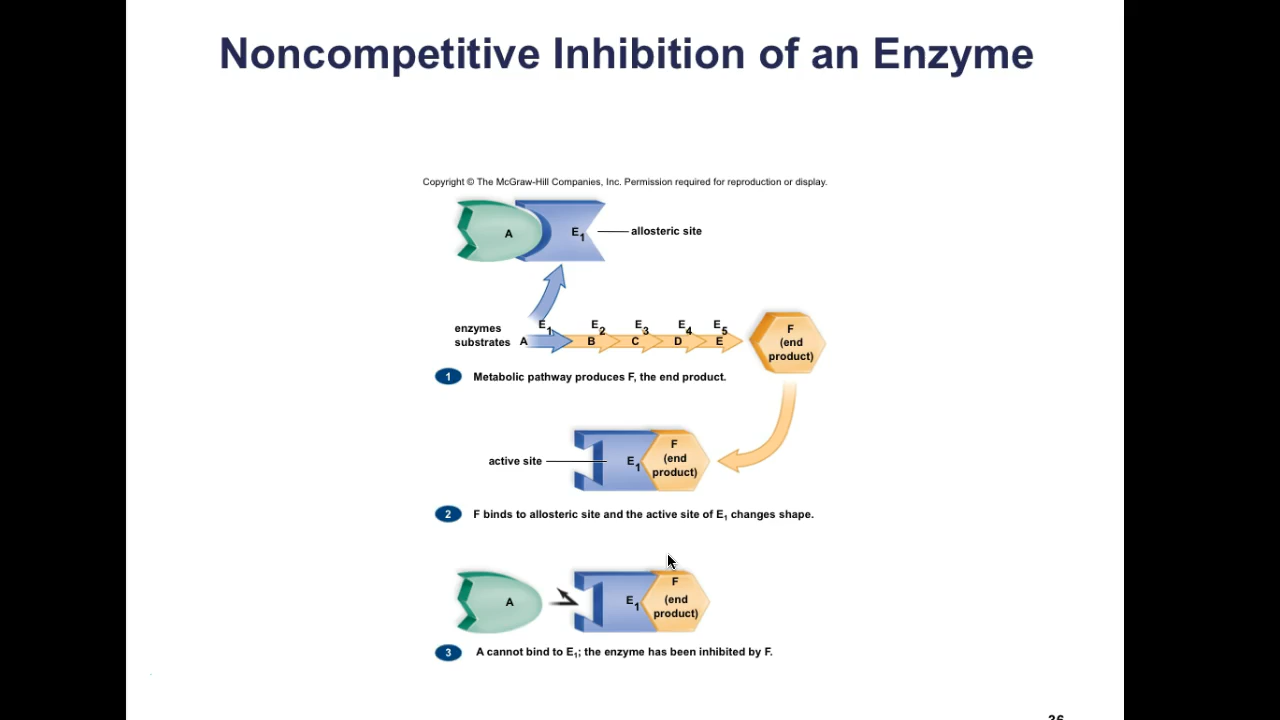 Noncompetitive Inhibition of an Enzyme
Copyright © The McGraw-Hill Companies, Inc. Permission required for reproduction or display.
A
E1
allosteric site
enzymes
E1 E2 E3 E4 E5
substrates A B C D E
F
(end
product)
1 Metabolic pathway produces F, the end product.
active site
E1
F
(end
product)
2 F binds to allosteric site and the active site of E1 changes shape.
A
E1
F
(end
product)
3 A cannot bind to E1; the enzyme has been inhibited by F.